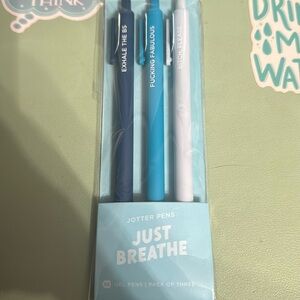 THINK
DRI
M
WAT
EXHALE THE BS
FUCKING FABULOUS
JOTTER PENS
JUST
BREATHE
GEL PENS | PACK OF THREE